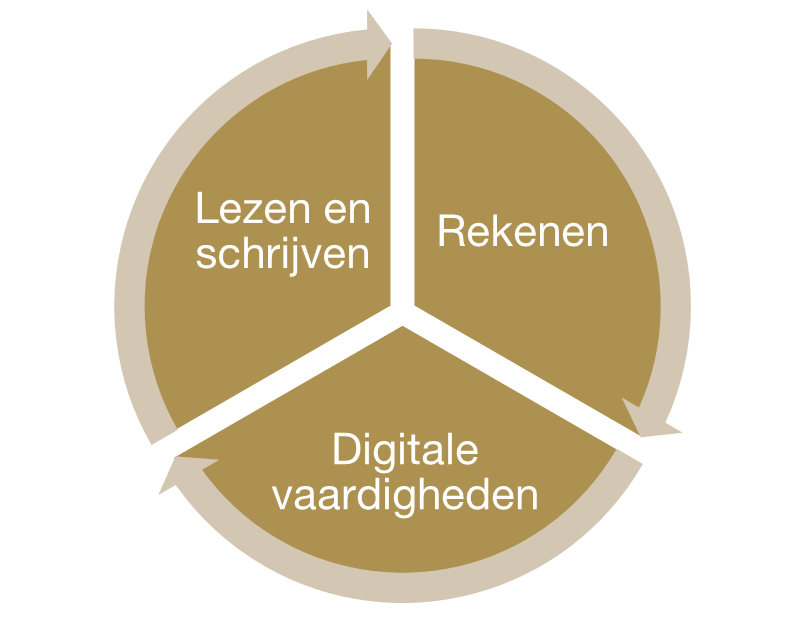 Lezen en
schrijven
Rekenen
Digitale
vaardigheden